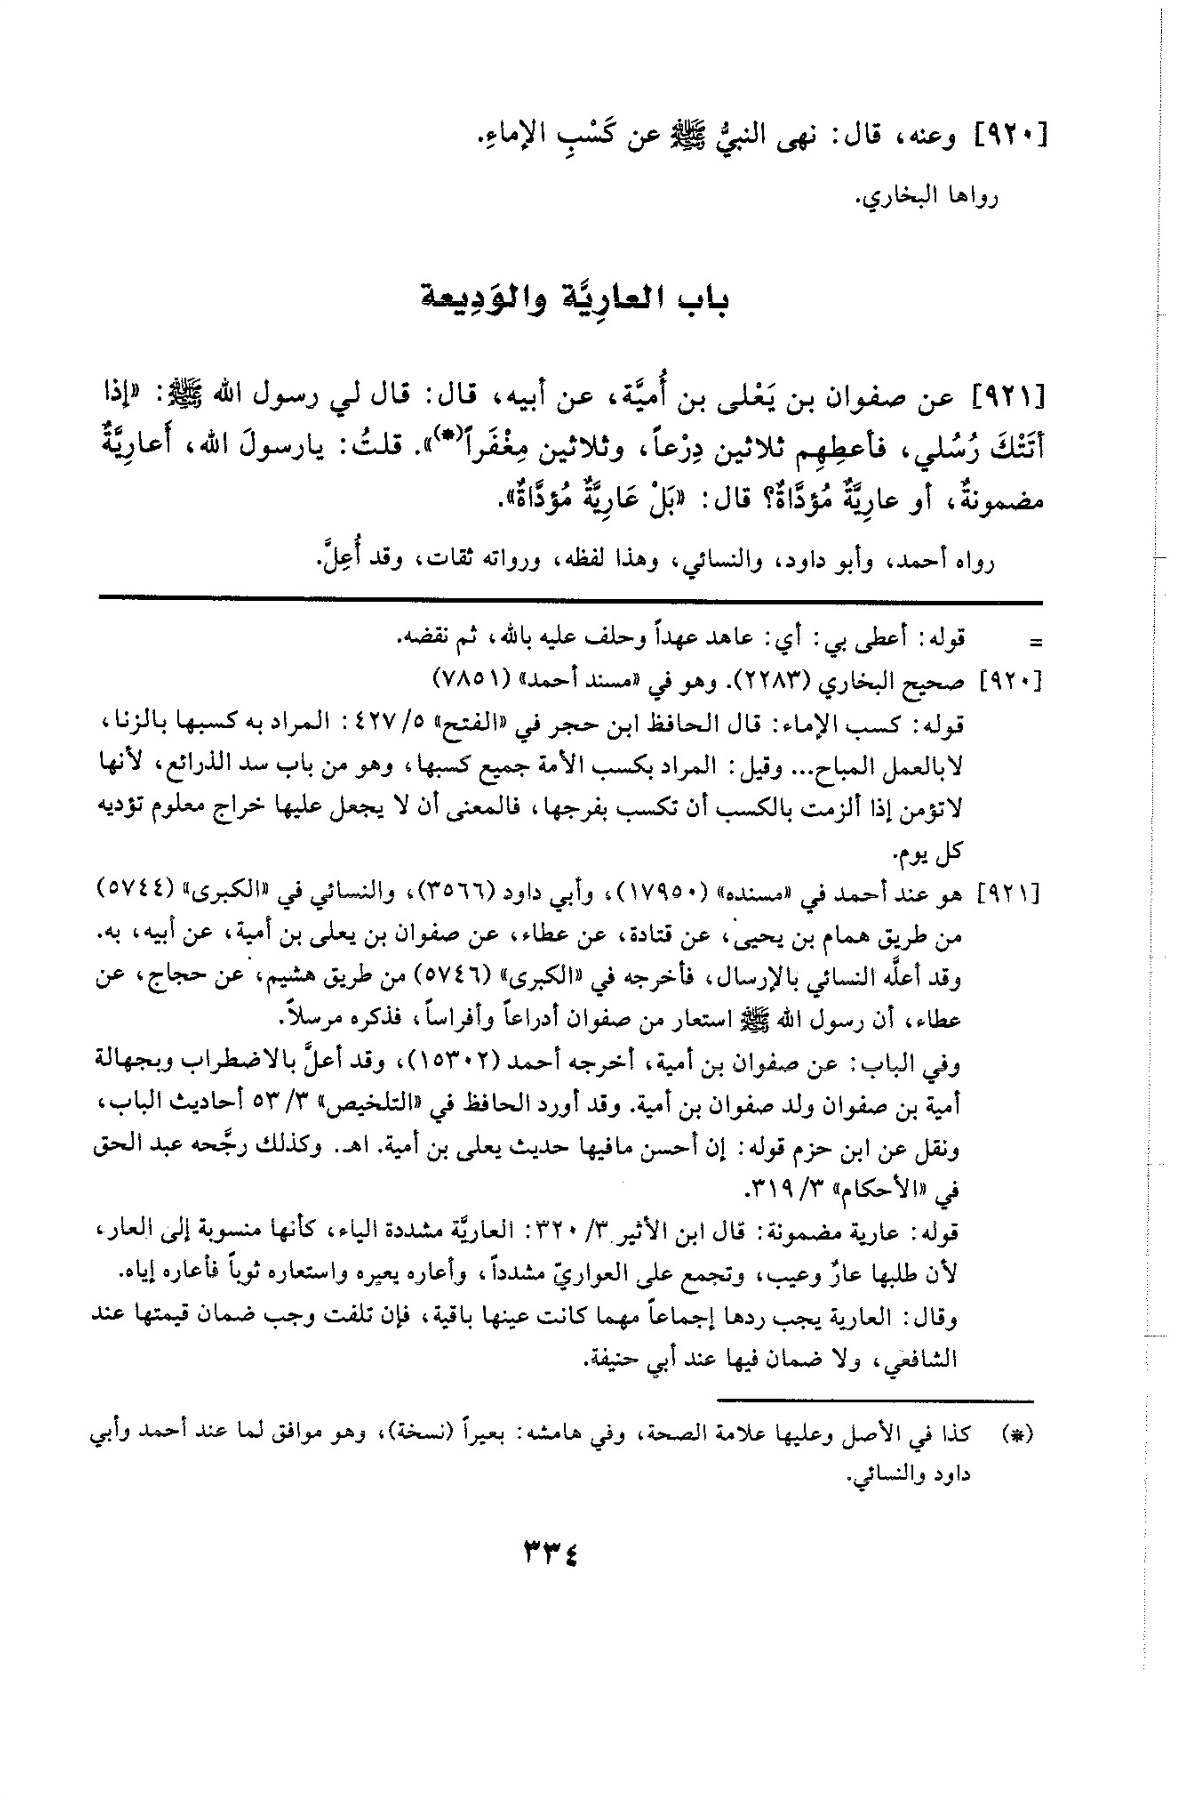 [٩٢٠] وعنه، قال: نهى النبيُّ ﷺ عن كَسْبِ الإماءِ.
رواها البخاري.
باب العارِيَّة والوَدِيعة
[٩٢١] عن صفوان بن يَعْلى بن أُميَّة، عن أبيه، قال: قال لي رسول الله ﷺ: «إذا
أتَتْكَ رُسُلي، فأعطِهِم ثلاثين دِرْعاً، وثلاثين مِغْفَراً(*)». قلتُ: يارسولَ الله، أَعارِيَّةٌ
مضمونةٌ، أو عارِيَّةٌ مُؤدَّاةٌ؟ قال: «بَلْ عَارِيَّةٌ مُؤدَّاةٌ».
رواه أحمد، وأبو داود، والنسائي، وهذا لفظه، ورواته ثقات، وقد أُعِلَّ.
= قوله: أعطى بي: أي: عاهد عهداً وحلف عليه بالله، ثم نقضه.
[٩٢٠] صحيح البخاري (٢٢٨٣). وهو في «مسند أحمد» (٧٨٥١)
قوله: كسب الإماء: قال الحافظ ابن حجر في «الفتح» ٥/ ٤٢٧: المراد به كسبها بالزنا،
لابالعمل المباح... وقيل: المراد بكسب الأمة جميع كسبها، وهو من باب سد الذرائع، لأنها
لاتؤمن إذا ألزمت بالكسب أن تكسب بفرجها، فالمعنى أن لا يجعل عليها خراج معلوم تؤديه
كل يوم.
[٩٢١] هو عند أحمد في «مسنده» (١٧٩٥٠)، وأبي داود (٣٥٦٦)، والنسائي في «الكبرى» (٥٧٤٤)
من طريق همام بن يحيى، عن قتادة، عن عطاء، عن صفوان بن يعلى بن أمية، عن أبيه، به.
وقد أعلَّه النسائي بالإرسال، فأخرجه في «الكبرى» (٥٧٤٦) من طريق هشيم، عن حجاج، عن
عطاء، أن رسول الله ﷺ استعار من صفوان أدراعاً وأفراساً، فذكره مرسلاً.
وفي الباب: عن صفوان بن أمية، أخرجه أحمد (١٥٣٠٢)، وقد أعلَّ بالاضطراب وبجهالة
أمية بن صفوان ولد صفوان بن أمية. وقد أورد الحافظ في «التلخيص» ٣/ ٥٣ أحاديث الباب،
ونقل عن ابن حزم قوله: إن أحسن مافيها حديث يعلى بن أمية. اهـ. وكذلك رجَّحه عبد الحق
في «الأحكام» ٣/ ٣١٩.
قوله: عارية مضمونة: قال ابن الأثير ٣/ ٣٢٠: العاريَّة مشددة الياء، كأنها منسوبة إلى العار،
لأن طلبها عارٌ وعيب، وتجمع على العواريّ مشدداً، وأعاره يعيره واستعاره ثوباً فأعاره إياه.
وقال: العارية يجب ردها إجماعاً مهما كانت عينها باقية، فإن تلفت وجب ضمان قيمتها عند
الشافعي، ولا ضمان فيها عند أبي حنيفة.
(*) كذا في الأصل وعليها علامة الصحة، وفي هامشه: بعيراً (نسخة)، وهو موافق لما عند أحمد وأبي
داود والنسائي.
٣٣٤